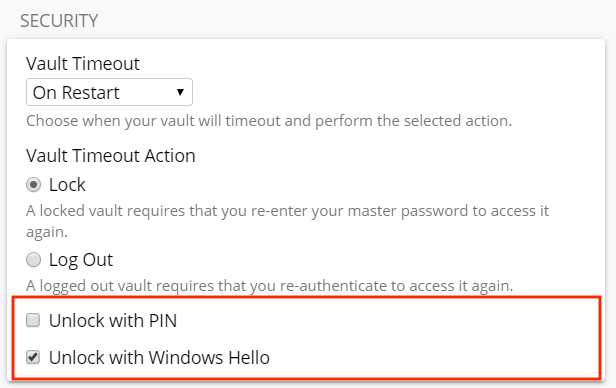 SECURITY
Vault Timeout
On Restart
Choose when your vault will timeout and perform the selected action.
Vault Timeout Action
Lock
A locked vault requires that you re-enter your master password to access it
again.
Log Out
A logged out vault requires that you re-authenticate to access it again.
Unlock with PIN
Unlock with Windows Hello